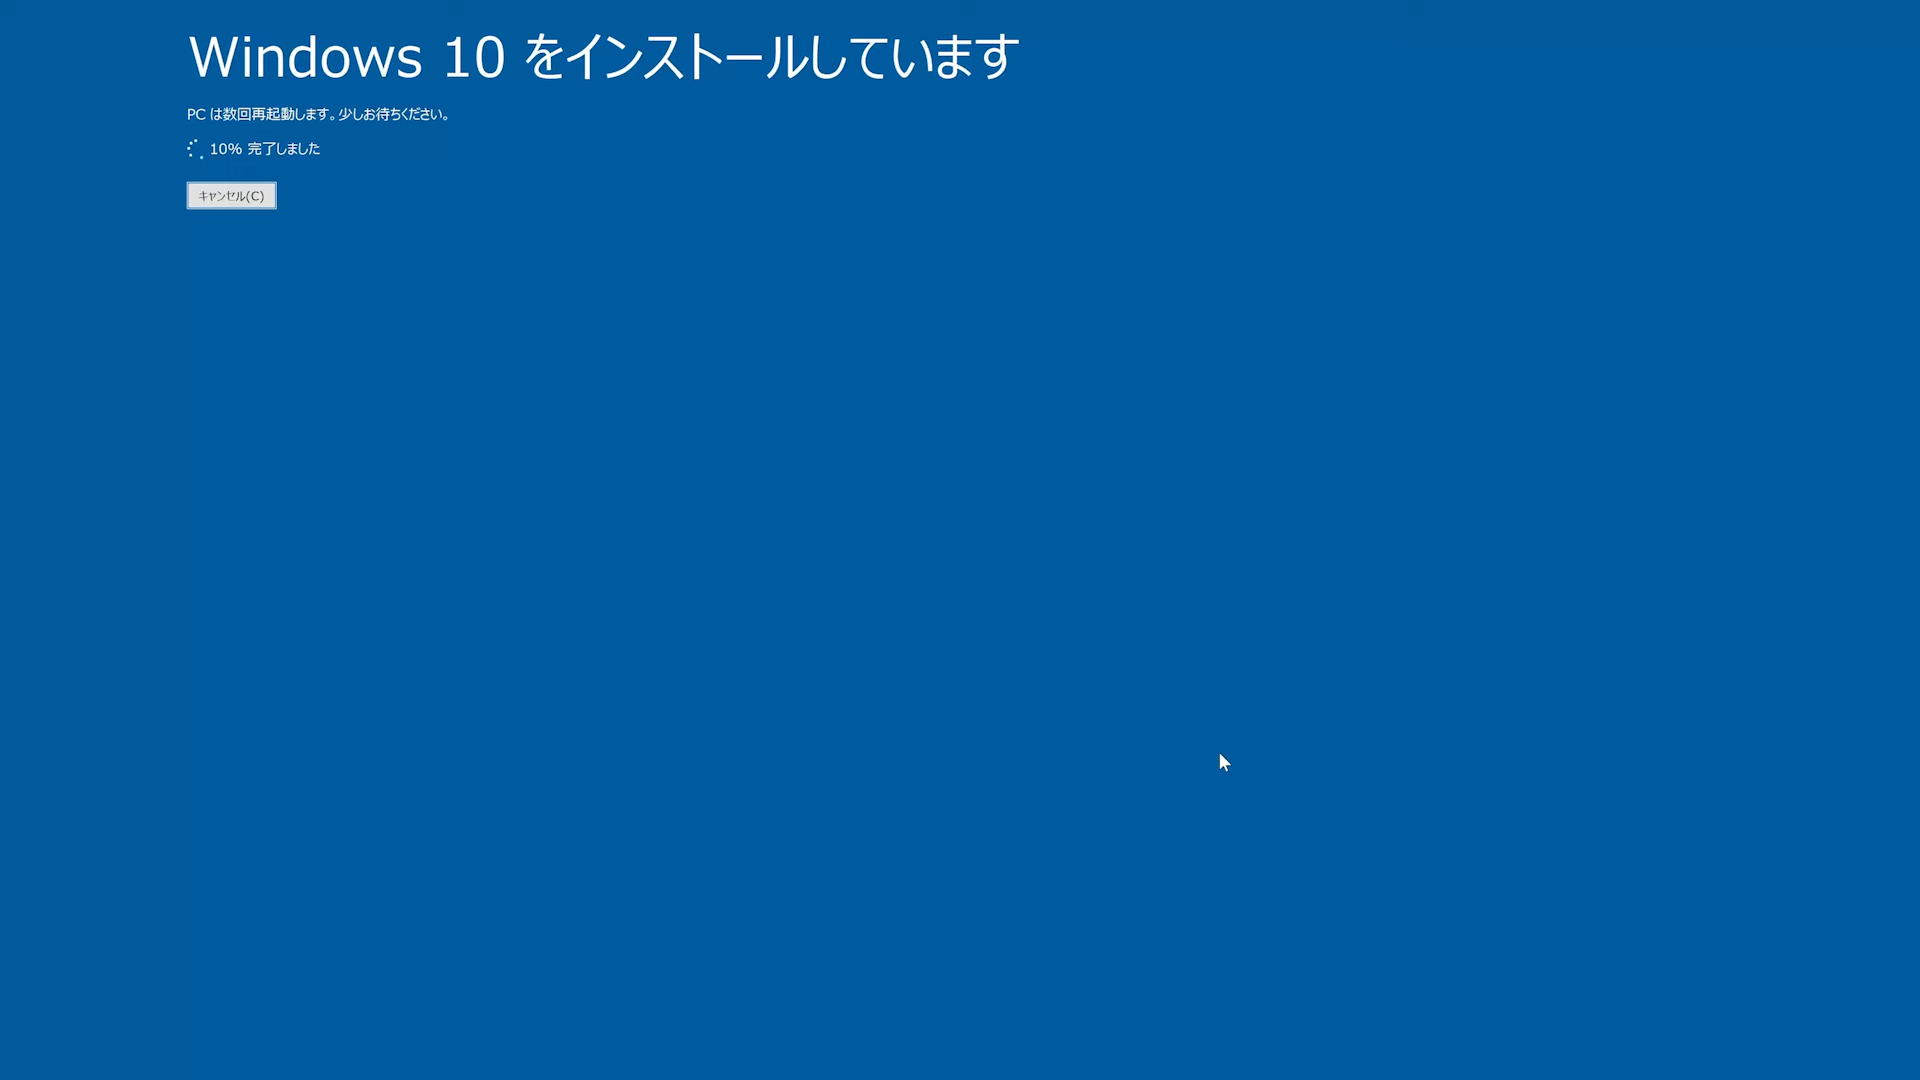 Windows 10 をインストールしています
PC は数回再起動します。少しお待ちください。
10% 完了しました
キャンセル(C)